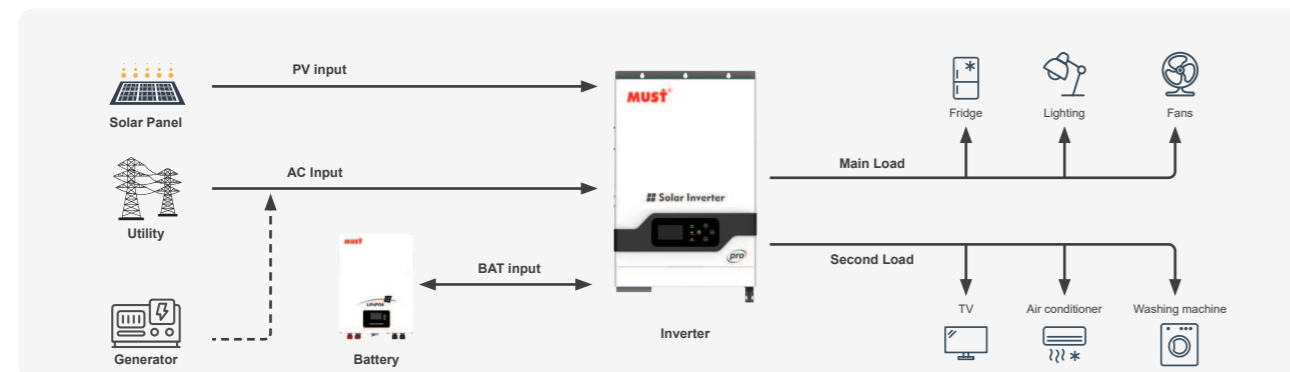 PV input
Solar Panel
AC Input
Utility
Generator
MUST
LiFePO4
Battery
BAT input
MUST®
Solar Inverter
pro
Inverter
Main Load
Fridge
Lighting
Fans
Second Load
TV
Air conditioner
Washing machine